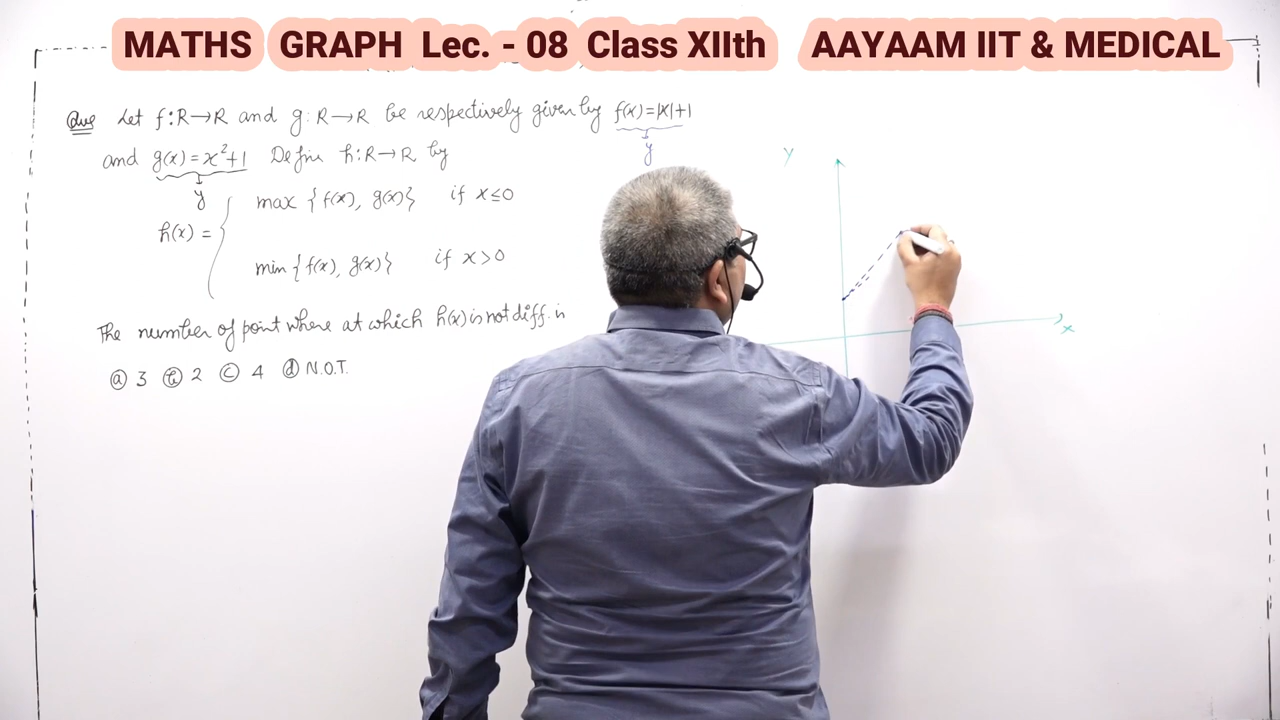 MATHS GRAPH Lec. - 08 Class XIIth AAYAAM IIT & MEDICAL
Que Let f:R→R and g:R→R be respectively given by f(x)=|x|+1
and g(x)=x²+1 Define h:R→R by
y
y
h(x) = { max {f(x), g(x)} if x≤0
min {f(x), g(x)} if x>0
The number of point where at which h(x) is not diff. is
ⓐ 3 ⓑ 2 ⓒ 4 ⓓ N.O.T.
Y
x